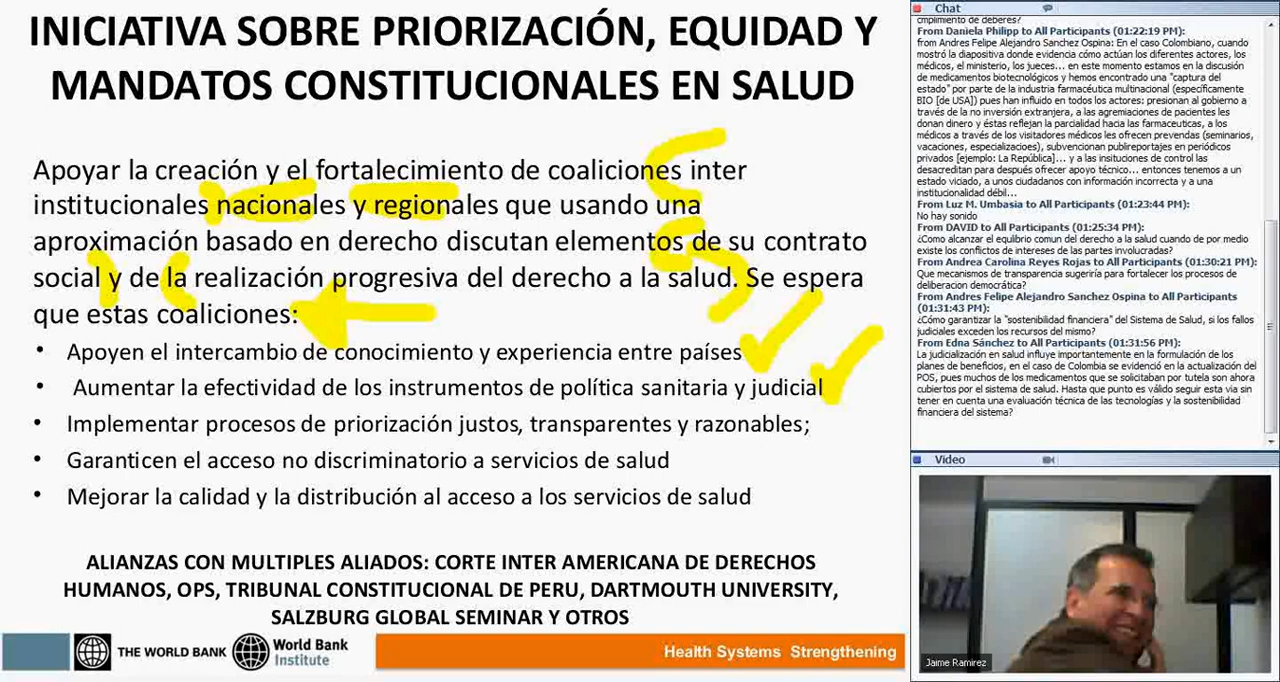 INICIATIVA SOBRE PRIORIZACIÓN, EQUIDAD Y
MANDATOS CONSTITUCIONALES EN SALUD
Apoyar la creación y el fortalecimiento de coaliciones inter
institucionales nacionales y regionales que usando una
aproximación basado en derecho discutan elementos de su contrato
social y de la realización progresiva del derecho a la salud. Se espera
que estas coaliciones:
• Apoyen el intercambio de conocimiento y experiencia entre países
• Aumentar la efectividad de los instrumentos de política sanitaria y judicial
• Implementar procesos de priorización justos, transparentes y razonables;
• Garanticen el acceso no discriminatorio a servicios de salud
• Mejorar la calidad y la distribución al acceso a los servicios de salud
ALIANZAS CON MULTIPLES ALIADOS: CORTE INTER AMERICANA DE DERECHOS
HUMANOS, OPS, TRIBUNAL CONSTITUCIONAL DE PERU, DARTMOUTH UNIVERSITY,
SALZBURG GLOBAL SEMINAR Y OTROS
THE WORLD BANK
World Bank
Institute
Health Systems Strengthening
Chat
cmplimiento de deberes?
From Daniela Philipp to All Participants (01:22:19 PM):
from Andres Felipe Alejandro Sanchez Ospina: En el caso Colombiano, cuando
mostró la diapositiva donde evidencia cómo actúan los diferentes actores, los
médicos, el ministerio, los jueces... en este momento estamos en la discusión
de medicamentos biotecnológicos y hemos encontrado una "captura del
estado" por parte de la industria farmacéutica multinacional (específicamente
BIO [de USA]) pues han influido en todos los actores: presionan al gobierno a
través de la no inversión extranjera, a las agremiaciones de pacientes les
donan dinero y éstas reflejan la parcialidad hacia las farmaceuticas, a los
médicos a través de los visitadores médicos les ofrecen prevendas (seminarios,
vacaciones, especializacioes), subvencionan publireportajes en periódicos
privados [ejemplo: La República]... y a las insituciones de control las
desacreditan para después ofrecer apoyo técnico... entonces tenemos a un
estado viciado, a unos ciudadanos con información incorrecta y a una
institucionalidad débil...
From Luz M. Umbasia to All Participants (01:23:44 PM):
No hay sonido
From DAVID to All Participants (01:25:34 PM):
¿Como alcanzar el equilbrio comun del derecho a la salud cuando de por medio
existe los conflictos de intereses de las partes involucradas?
From Andrea Carolina Reyes Rojas to All Participants (01:30:21 PM):
Que mecanismos de transparencia sugeriría para fortalecer los procesos de
deliberacion democrática?
From Andres Felipe Alejandro Sanchez Ospina to All Participants
(01:31:43 PM):
¿Cómo garantizar la "sostenibilidad financiera" del Sistema de Salud, si los fallos
judiciales exceden los recursos del mismo?
From Edna Sánchez to All Participants (01:31:56 PM):
La judicialización en salud influye importantemente en la formulación de los
planes de beneficios, en el caso de Colombia se evidenció en la actualización del
POS, pues muchos de los medicamentos que se solicitaban por tutela son ahora
cubiertos por el sistema de salud. Hasta que punto es válido seguir esta via sin
tener en cuenta una evaluación técnica de las tecnologías y la sostenibilidad
financiera del sistema?
Video
Jaime Ramirez